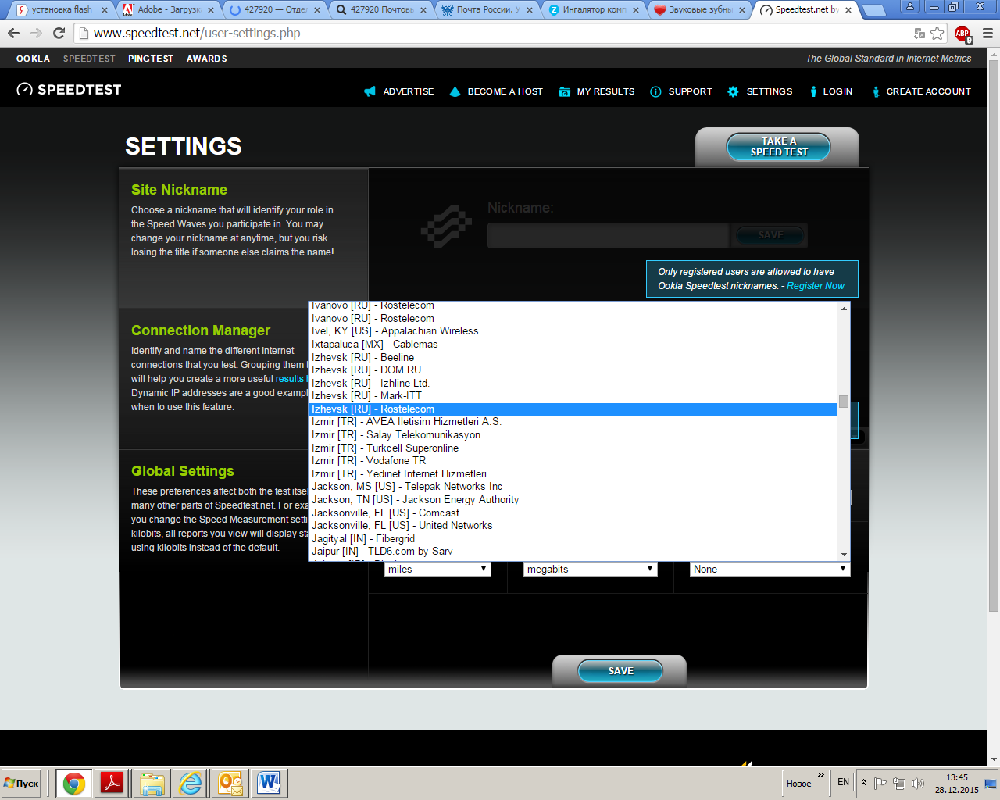 установка flash
Adobe - Загрузка
427920 — Отдел
427920 Почтовы
Почта России. У
Ингалятор комп
Звуковые зубны
Speedtest.net by
www.speedtest.net/user-settings.php
ABP
9
OOKLA SPEEDTEST PINGTEST AWARDS
The Global Standard in Internet Metrics
SPEEDTEST
ADVERTISE BECOME A HOST MY RESULTS SUPPORT SETTINGS LOGIN CREATE ACCOUNT
SETTINGS
TAKE A
SPEED TEST
Site Nickname
Choose a nickname that will identify your role in
the Speed Waves you participate in. You may
change your nickname at anytime, but you risk
losing the title if someone else claims the name!
Nickname:
SAVE
Only registered users are allowed to have
Ookla Speedtest nicknames. - Register Now
Connection Manager
Identify and name the different Internet
connections that you test. Grouping them
will help you create a more useful results
Dynamic IP addresses are a good exampl
when to use this feature.
Global Settings
These preferences affect both the test itse
many other parts of Speedtest.net. For exa
you change the Speed Measurement setti
kilobits, all reports you view will display sta
using kilobits instead of the default.
Ivanovo [RU] - Rostelecom
Ivanovo [RU] - Rostelecom
Ivel, KY [US] - Appalachian Wireless
Ixtapaluca [MX] - Cablemas
Izhevsk [RU] - Beeline
Izhevsk [RU] - DOM.RU
Izhevsk [RU] - Izhline Ltd.
Izhevsk [RU] - Mark-ITT
Izhevsk [RU] - Rostelecom
Izmir [TR] - AVEA Iletisim Hizmetleri A.S.
Izmir [TR] - Salay Telekomunikasyon
Izmir [TR] - Turkcell Superonline
Izmir [TR] - Vodafone TR
Izmir [TR] - Yedinet Internet Hizmetleri
Jackson, MS [US] - Telepak Networks Inc
Jackson, TN [US] - Jackson Energy Authority
Jacksonville, FL [US] - Comcast
Jacksonville, FL [US] - United Networks
Jagityal [IN] - Fibergrid
Jaipur [IN] - TLD6.com by Sarv
miles megabits None
SAVE
Пуск
Новое
EN
13:45
28.12.2015